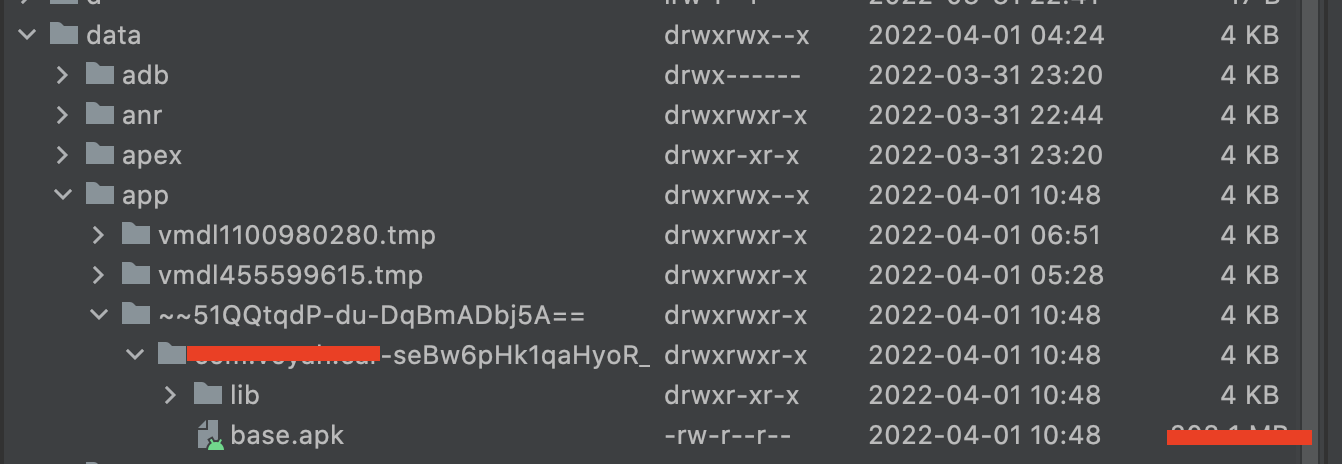 data drwxrwx--x 2022-04-01 04:24 4 KB
adb drwx------ 2022-03-31 23:20 4 KB
anr drwxrwxr-x 2022-03-31 22:44 4 KB
apex drwxr-xr-x 2022-03-31 23:20 4 KB
app drwxrwx--x 2022-04-01 10:48 4 KB
vmdl1100980280.tmp drwxrwxr-x 2022-04-01 06:51 4 KB
vmdl455599615.tmp drwxrwxr-x 2022-04-01 05:28 4 KB
~~51QQtqdP-du-DqBmADbj5A== drwxrwxr-x 2022-04-01 10:48 4 KB
-seBw6pHk1qaHyoR_ drwxrwxr-x 2022-04-01 10:48 4 KB
lib drwxr-xr-x 2022-04-01 10:48 4 KB
base.apk -rw-r--r-- 2022-04-01 10:48